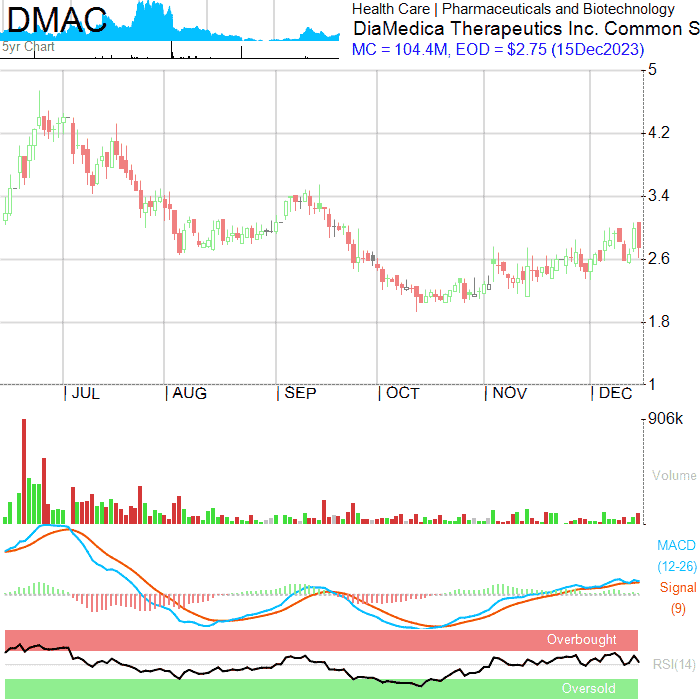 DMAC
5yr Chart
Health Care | Pharmaceuticals and Biotechnology
DiaMedica Therapeutics Inc. Common S
MC = 104.4M, EOD = $2.75 (15Dec2023)
5
4.2
3.4
2.6
1.8
1
JUL AUG SEP OCT NOV DEC
906k
Volume
MACD
(12-26)
Signal
(9)
Overbought
RSI(14)
Oversold